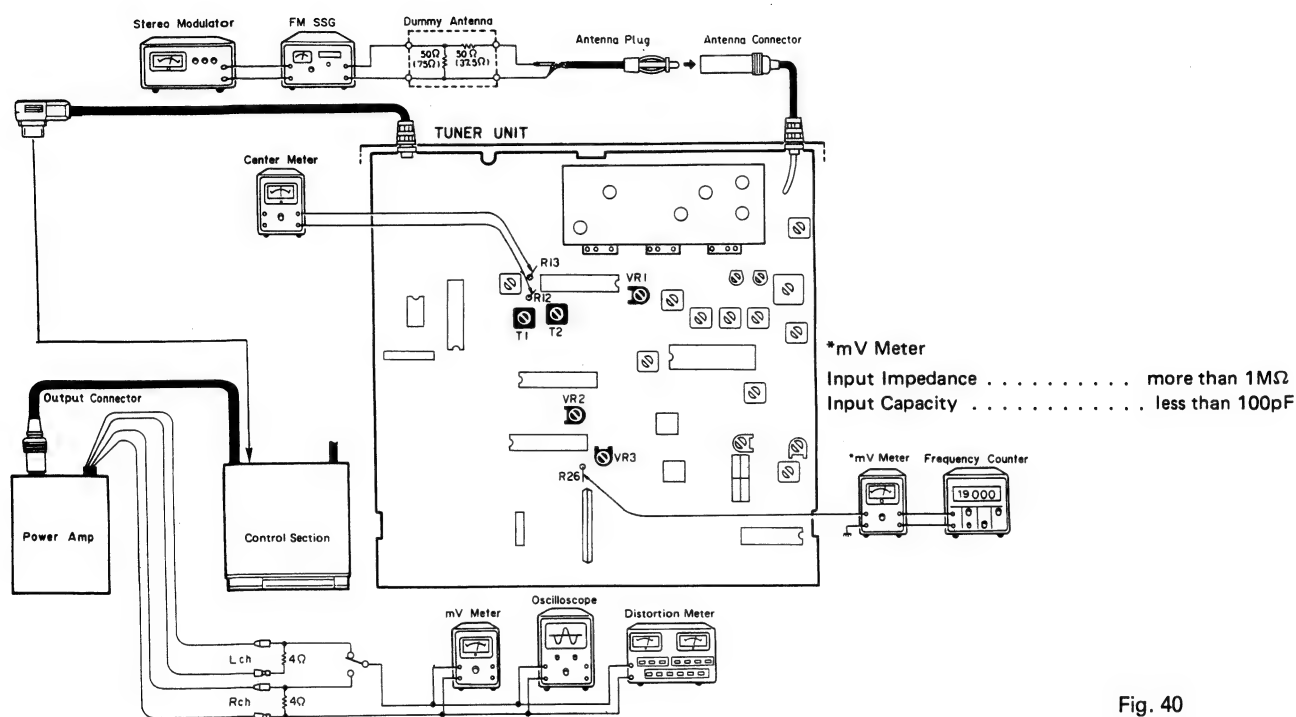 Stereo Modulator
FM SSG
Dummy Antenna
50Ω
(75Ω)
50Ω
(37.5Ω)
Antenna Plug
Antenna Connector
TUNER UNIT
Center Meter
R13
R12
VR1
T1
T2
*mV Meter
Input Impedance . . . . . . . . . . more than 1MΩ
Input Capacity . . . . . . . . . . . . less than 100pF
Output Connector
VR2
VR3
R26
*mV Meter
Frequency Counter
19000
Power Amp
Control Section
mV Meter
Oscilloscope
Distortion Meter
Lch
4Ω
Rch
4Ω
Fig. 40